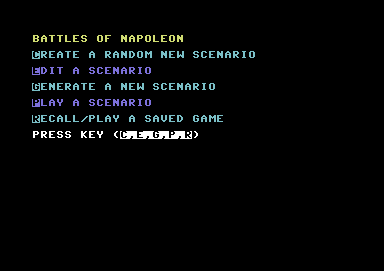 BATTLES OF NAPOLEON
CREATE A RANDOM NEW SCENARIO
EDIT A SCENARIO
GENERATE A NEW SCENARIO
PLAY A SCENARIO
RECALL/PLAY A SAVED GAME
PRESS KEY (C,E,G,P,R)